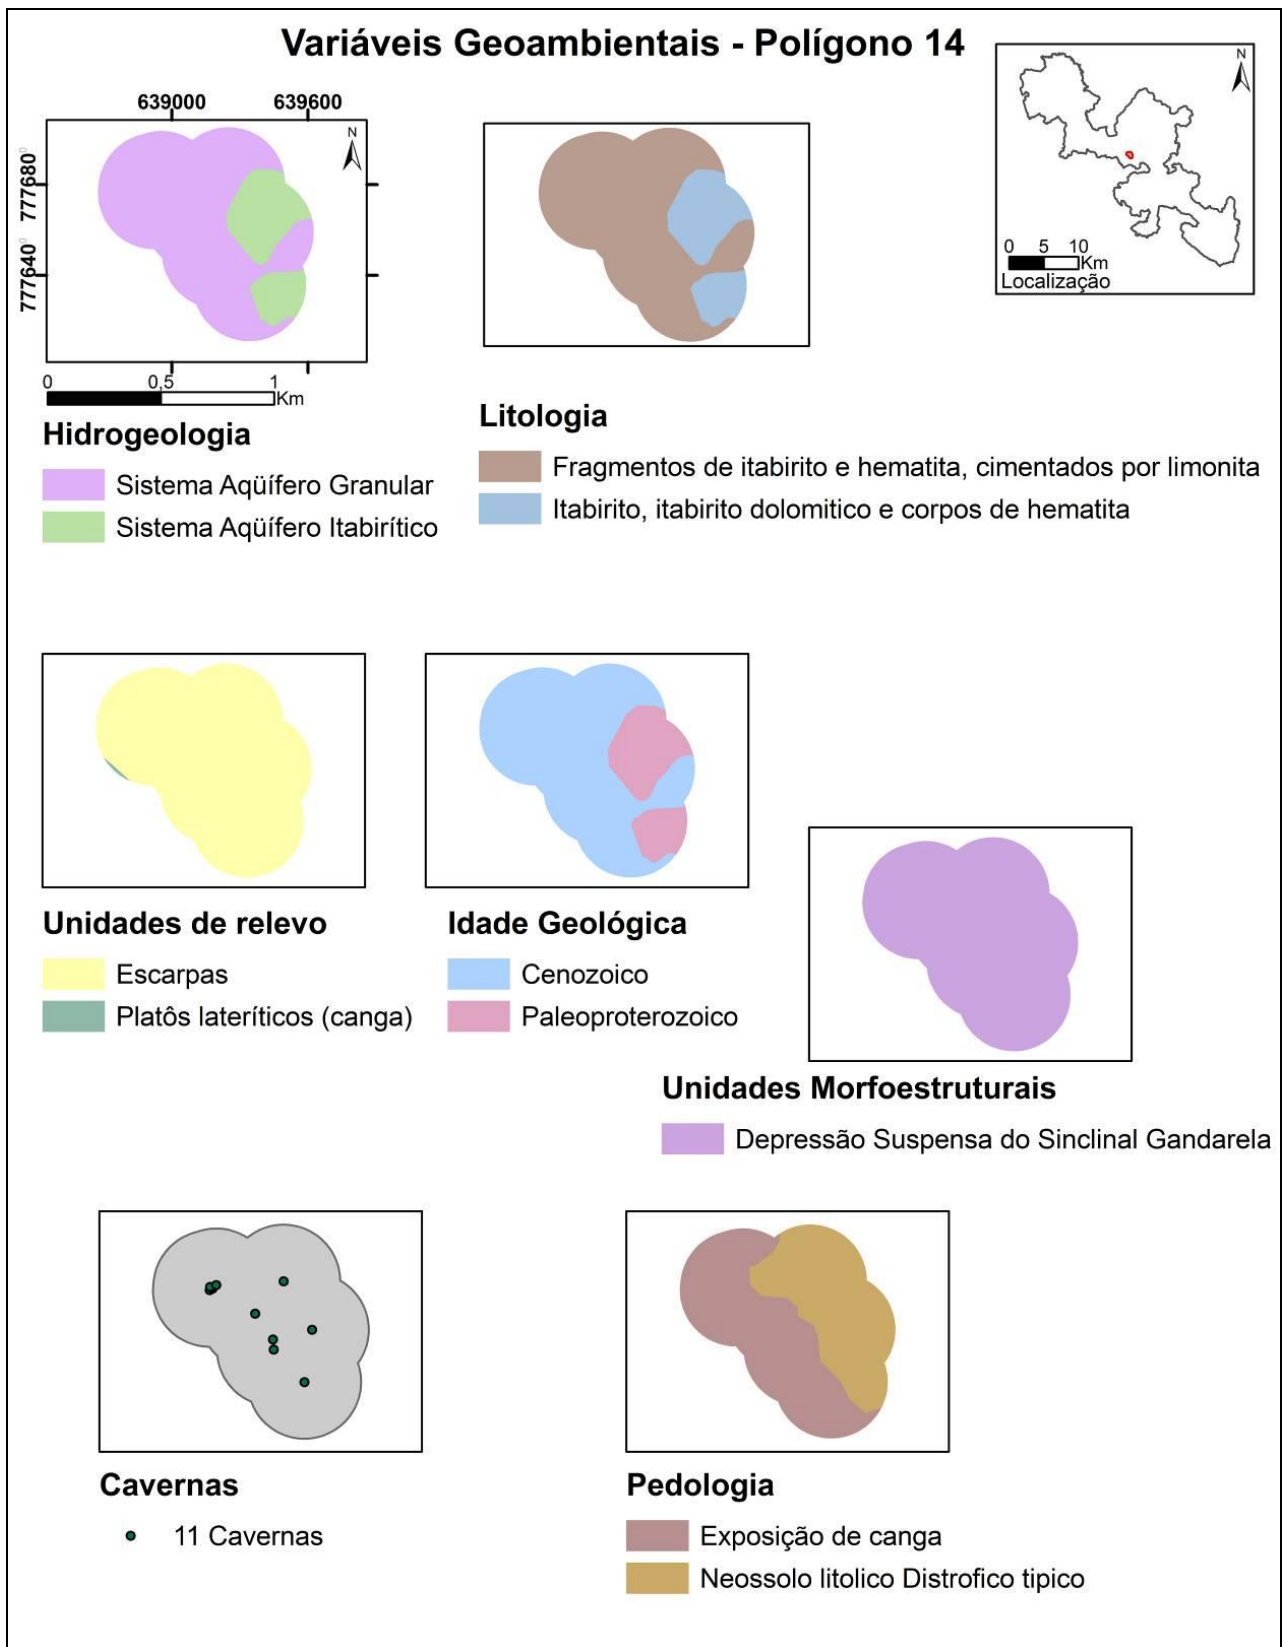 Variáveis Geoambientais - Polígono 14
N
0 5 10
Km
Localização
639000 639600
N
777680
777640
0 0,5 1
Km
Hidrogeologia
Sistema Aqüífero Granular
Sistema Aqüífero Itabirítico
Litologia
Fragmentos de itabirito e hematita, cimentados por limonita
Itabirito, itabirito dolomitico e corpos de hematita
Unidades de relevo
Escarpas
Platôs lateríticos (canga)
Idade Geológica
Cenozoico
Paleoproterozoico
Unidades Morfoestruturais
Depressão Suspensa do Sinclinal Gandarela
Cavernas
11 Cavernas
Pedologia
Exposição de canga
Neossolo litolico Distrofico tipico